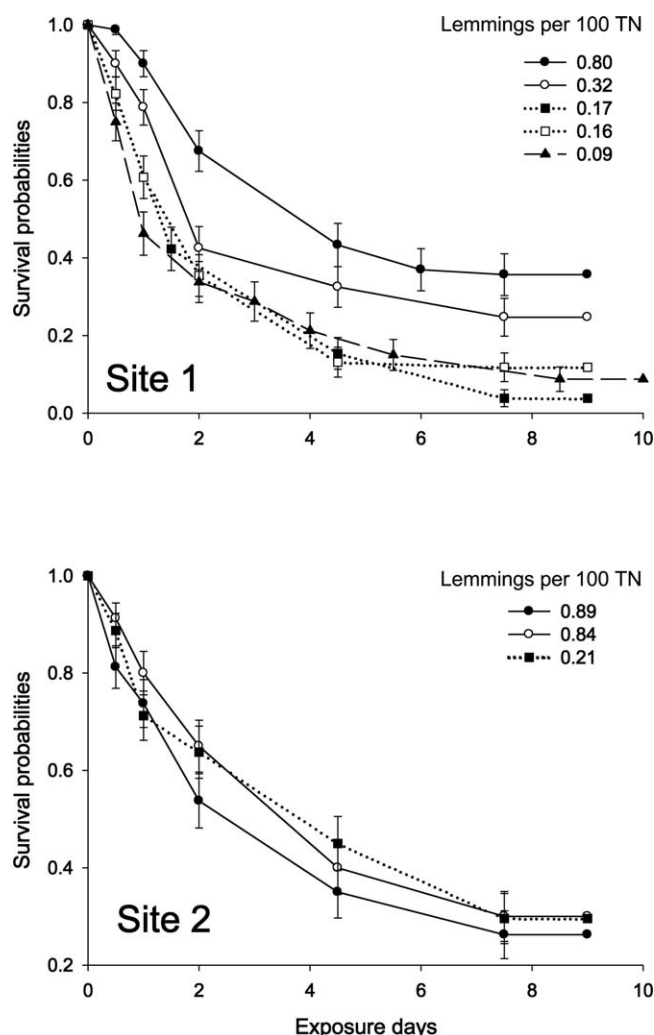 Lemmings per 100 TN
0.80
0.32
0.17
0.16
0.09
1.0
0.8
0.6
0.4
0.2
0.0
Survival probabilities
Site 1
0 2 4 6 8 10
Lemmings per 100 TN
0.89
0.84
0.21
1.0
0.8
0.6
0.4
0.2
Survival probabilities
Site 2
0 2 4 6 8 10
Exposure days